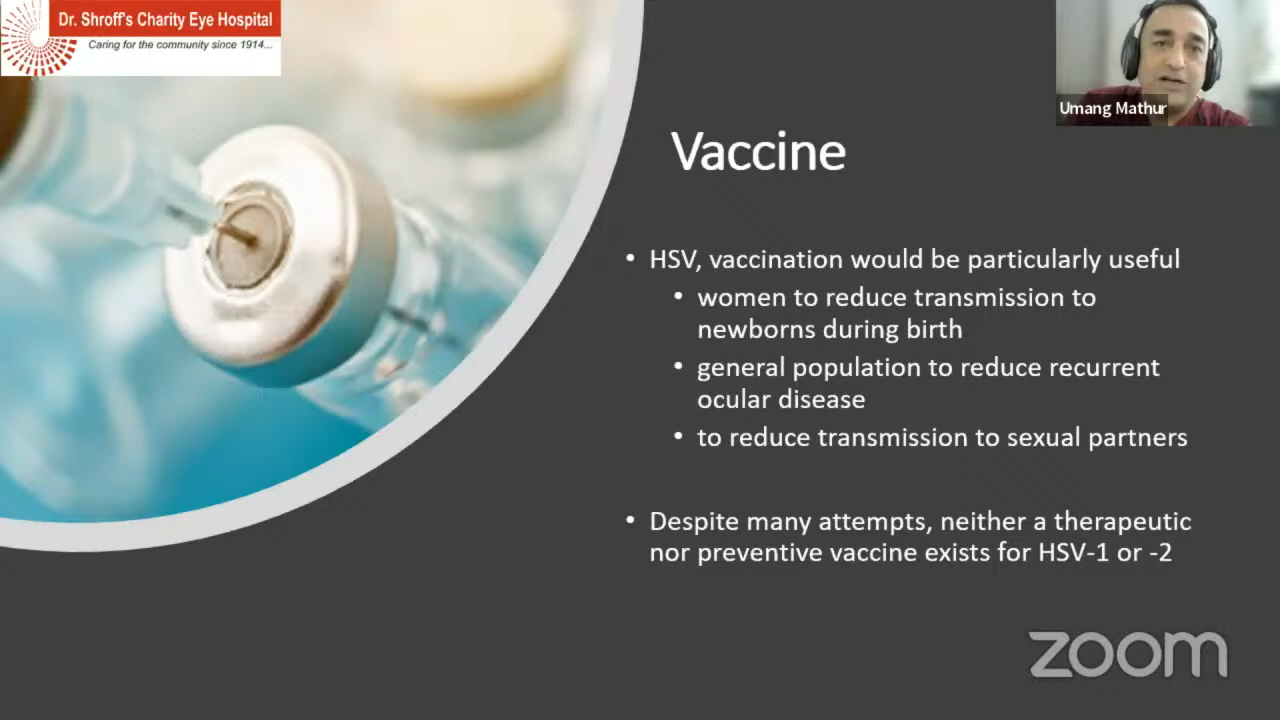 Dr. Shroff's Charity Eye Hospital
Caring for the community since 1914...
Umang Mathur
Vaccine
• HSV, vaccination would be particularly useful
• women to reduce transmission to
newborns during birth
• general population to reduce recurrent
ocular disease
• to reduce transmission to sexual partners
• Despite many attempts, neither a therapeutic
nor preventive vaccine exists for HSV-1 or -2
zoom